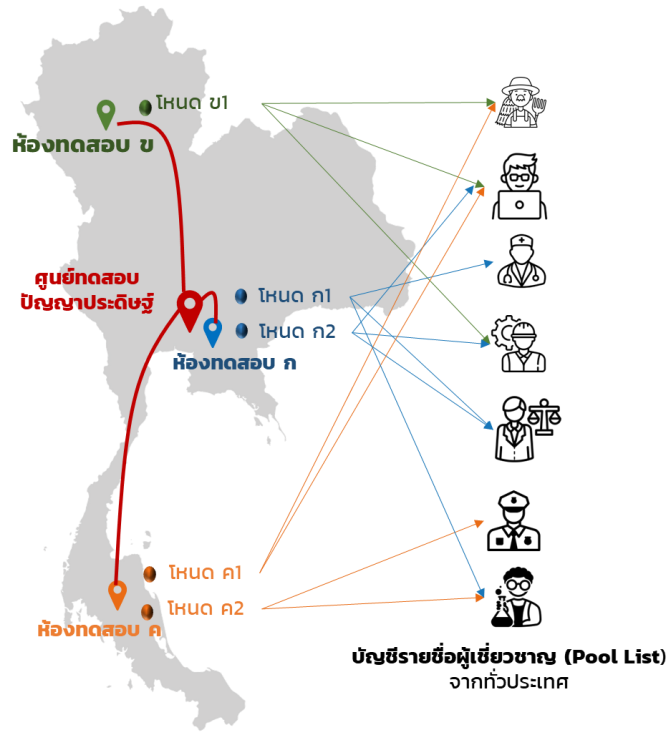 โหนด ข1
ห้องทดสอบ ข
ศูนย์ทดสอบ
ปัญญาประดิษฐ์
โหนด ก1
โหนด ก2
ห้องทดสอบ ก
โหนด ค1
โหนด ค2
ห้องทดสอบ ค
บัญชีรายชื่อผู้เชี่ยวชาญ (Pool List)
จากทั่วประเทศ